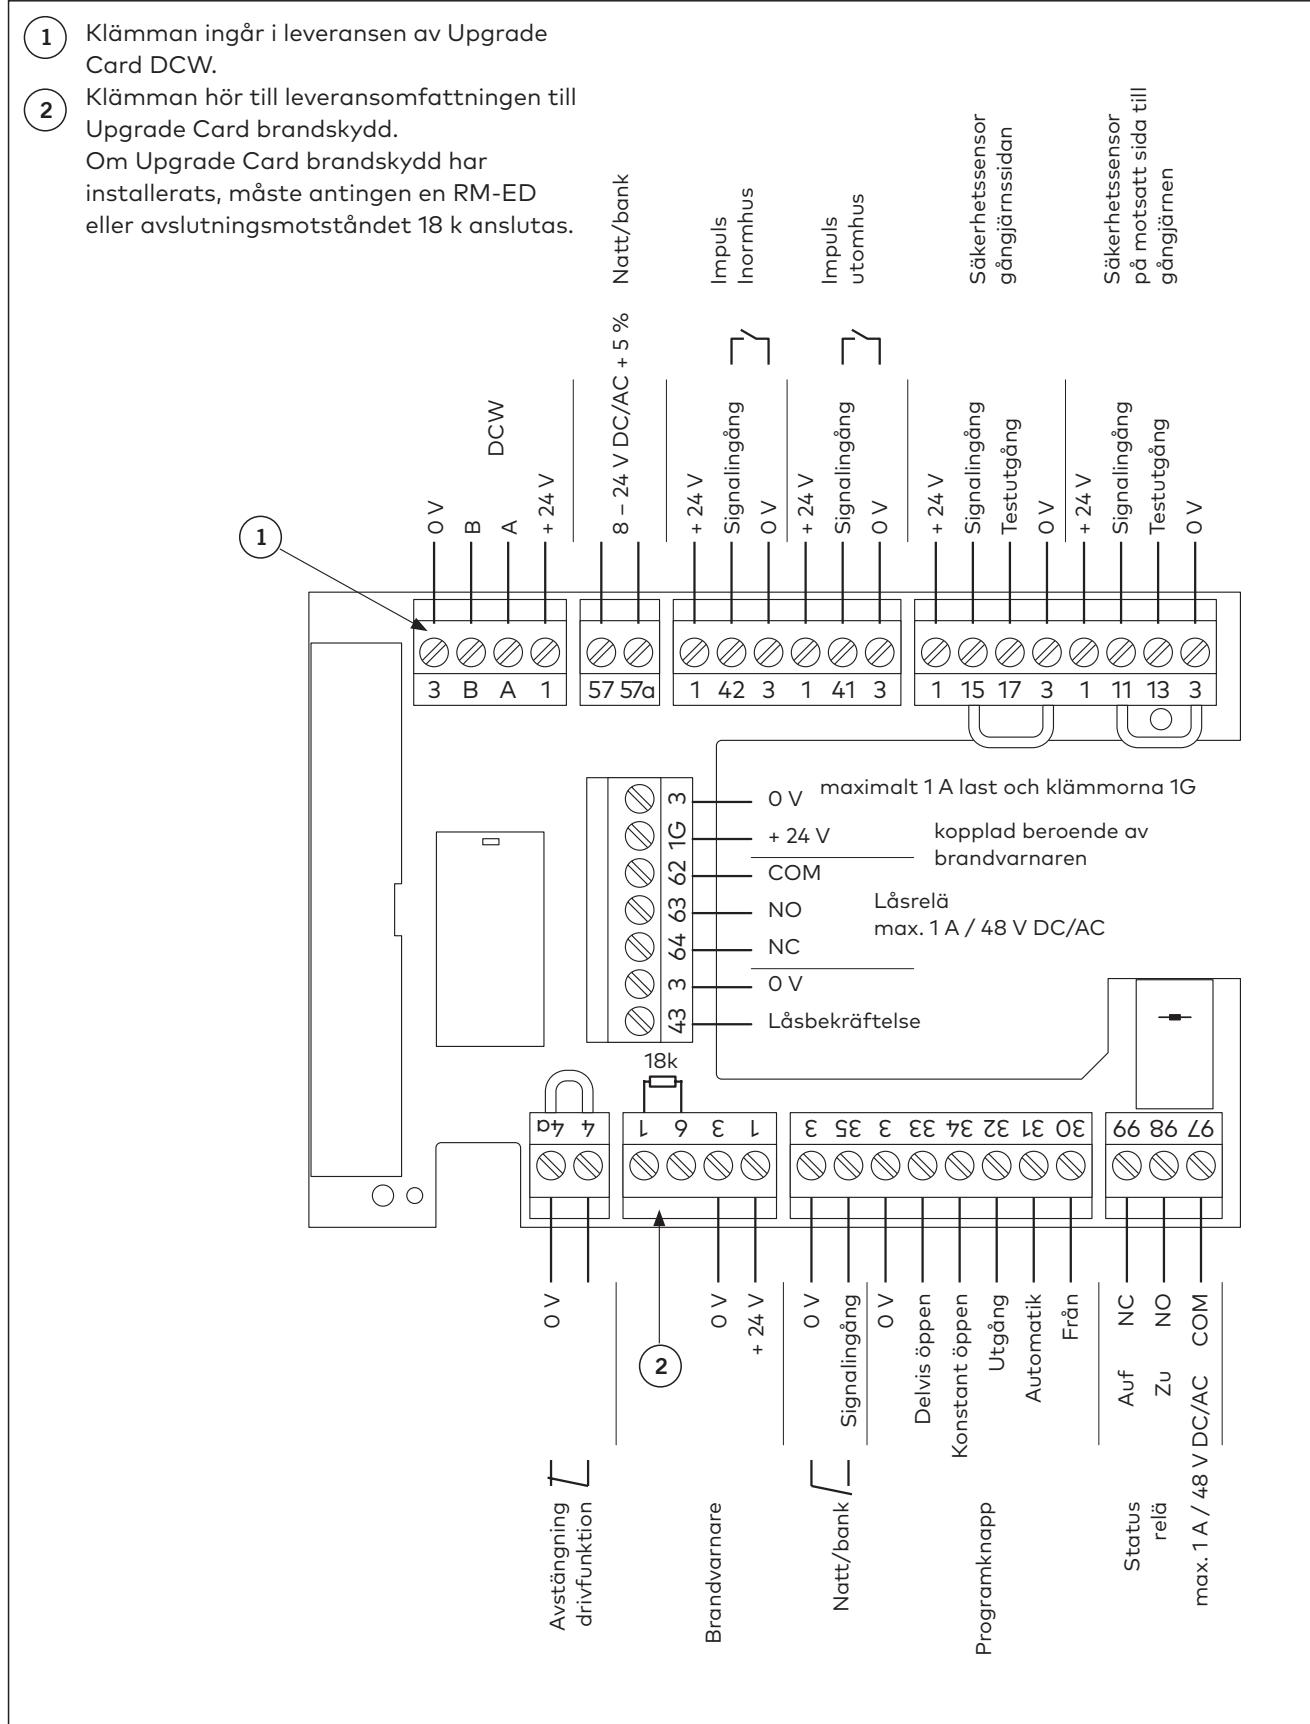 1 Klämman ingår i leveransen av Upgrade
Card DCW.
2 Klämman hör till leveransomfattningen till
Upgrade Card brandskydd.
Om Upgrade Card brandskydd har
installerats, måste antingen en RM-ED
eller avslutningsmotståndet 18 k anslutas.
Natt/bank
Impuls
Inormhus
Impuls
utomhus
Säkerhetssensor
gångjärnssidan
Säkerhetssensor
på motsatt sida till
gångjärnen
DCW
0 V
B
A
+ 24 V
8 – 24 V DC/AC + 5 %
+ 24 V
Signalingång
0 V
+ 24 V
Signalingång
0 V
+ 24 V
Signalingång
Testutgång
0 V
+ 24 V
Signalingång
Testutgång
0 V
1
3 B A 1 57 57a 1 42 3 1 41 3 1 15 17 3 1 11 13 3
3 0 V maximalt 1 A last och klämmorna 1G
1G + 24 V kopplad beroende av
brandvarnaren
62 COM
63 NO Låsrelä
max. 1 A / 48 V DC/AC
64 NC
3 0 V
43 Låsbekräftelse
18k
4a 4 1 6 3 1 3 35 3 33 34 32 31 30 99 98 97
2
0 V
0 V
+ 24 V
0 V
Signalingång
0 V
Delvis öppen
Konstant öppen
Utgång
Automatik
Från
Auf NC
Zu NO
max. 1 A / 48 V DC/AC COM
Avstängning
drivfunktion
Brandvarnare
Natt/bank
Programknapp
Status
relä